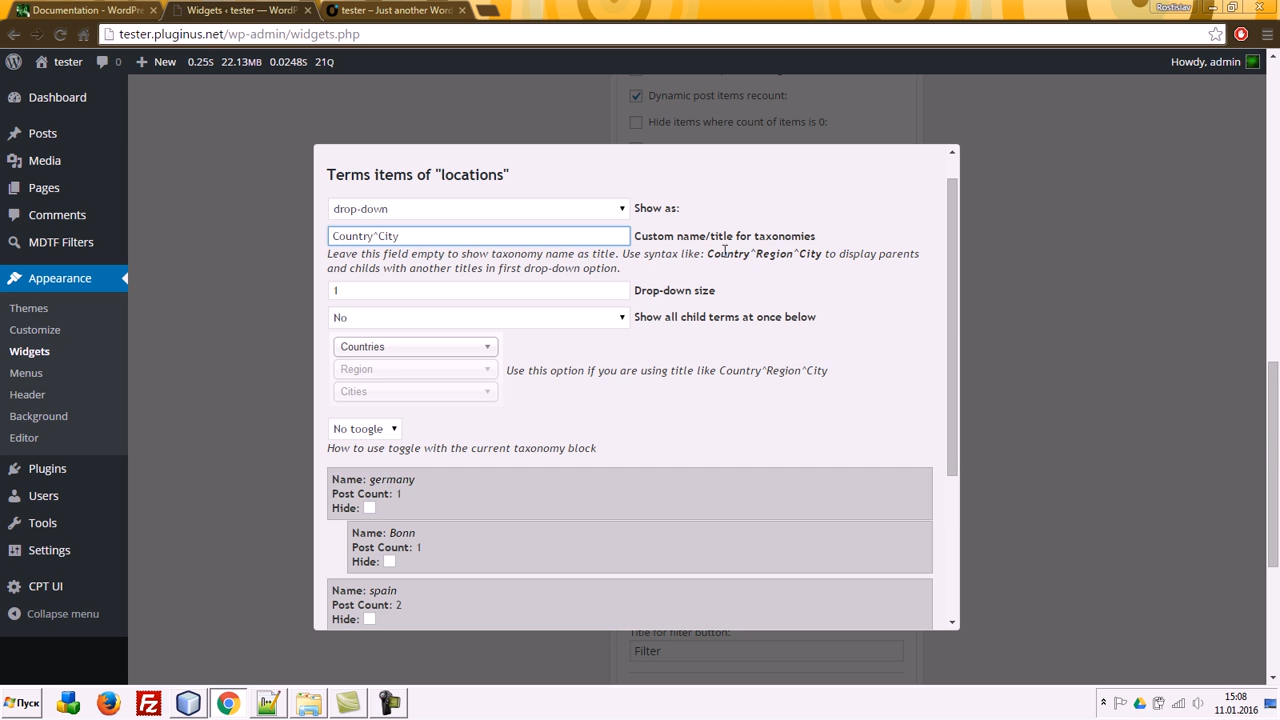 Documentation - WordPre
Widgets ‹ tester — WordP
tester – Just another Word
Rostislav
tester.pluginus.net/wp-admin/widgets.php
tester
0
New
0.25s
22.13MB
0.0248s
21Q
Howdy, admin
Dashboard
Posts
Media
Pages
Comments
MDTF Filters
Appearance
Themes
Customize
Widgets
Menus
Header
Background
Editor
Plugins
Users
Tools
Settings
CPT UI
Collapse menu
Dynamic post items recount:
Hide items where count of items is 0:
Terms items of "locations"
drop-down
Show as:
Country^City
Custom name/title for taxonomies
Leave this field empty to show taxonomy name as title. Use syntax like: Country^Region^City to display parents
and childs with another titles in first drop-down option.
1
Drop-down size
No
Show all child terms at once below
Countries
Region
Cities
Use this option if you are using title like Country^Region^City
No toogle
How to use toggle with the current taxonomy block
Name: germany
Post Count: 1
Hide:
Name: Bonn
Post Count: 1
Hide:
Name: spain
Post Count: 2
Hide:
Title for filter button:
Filter
Пуск
15:08
11.01.2016